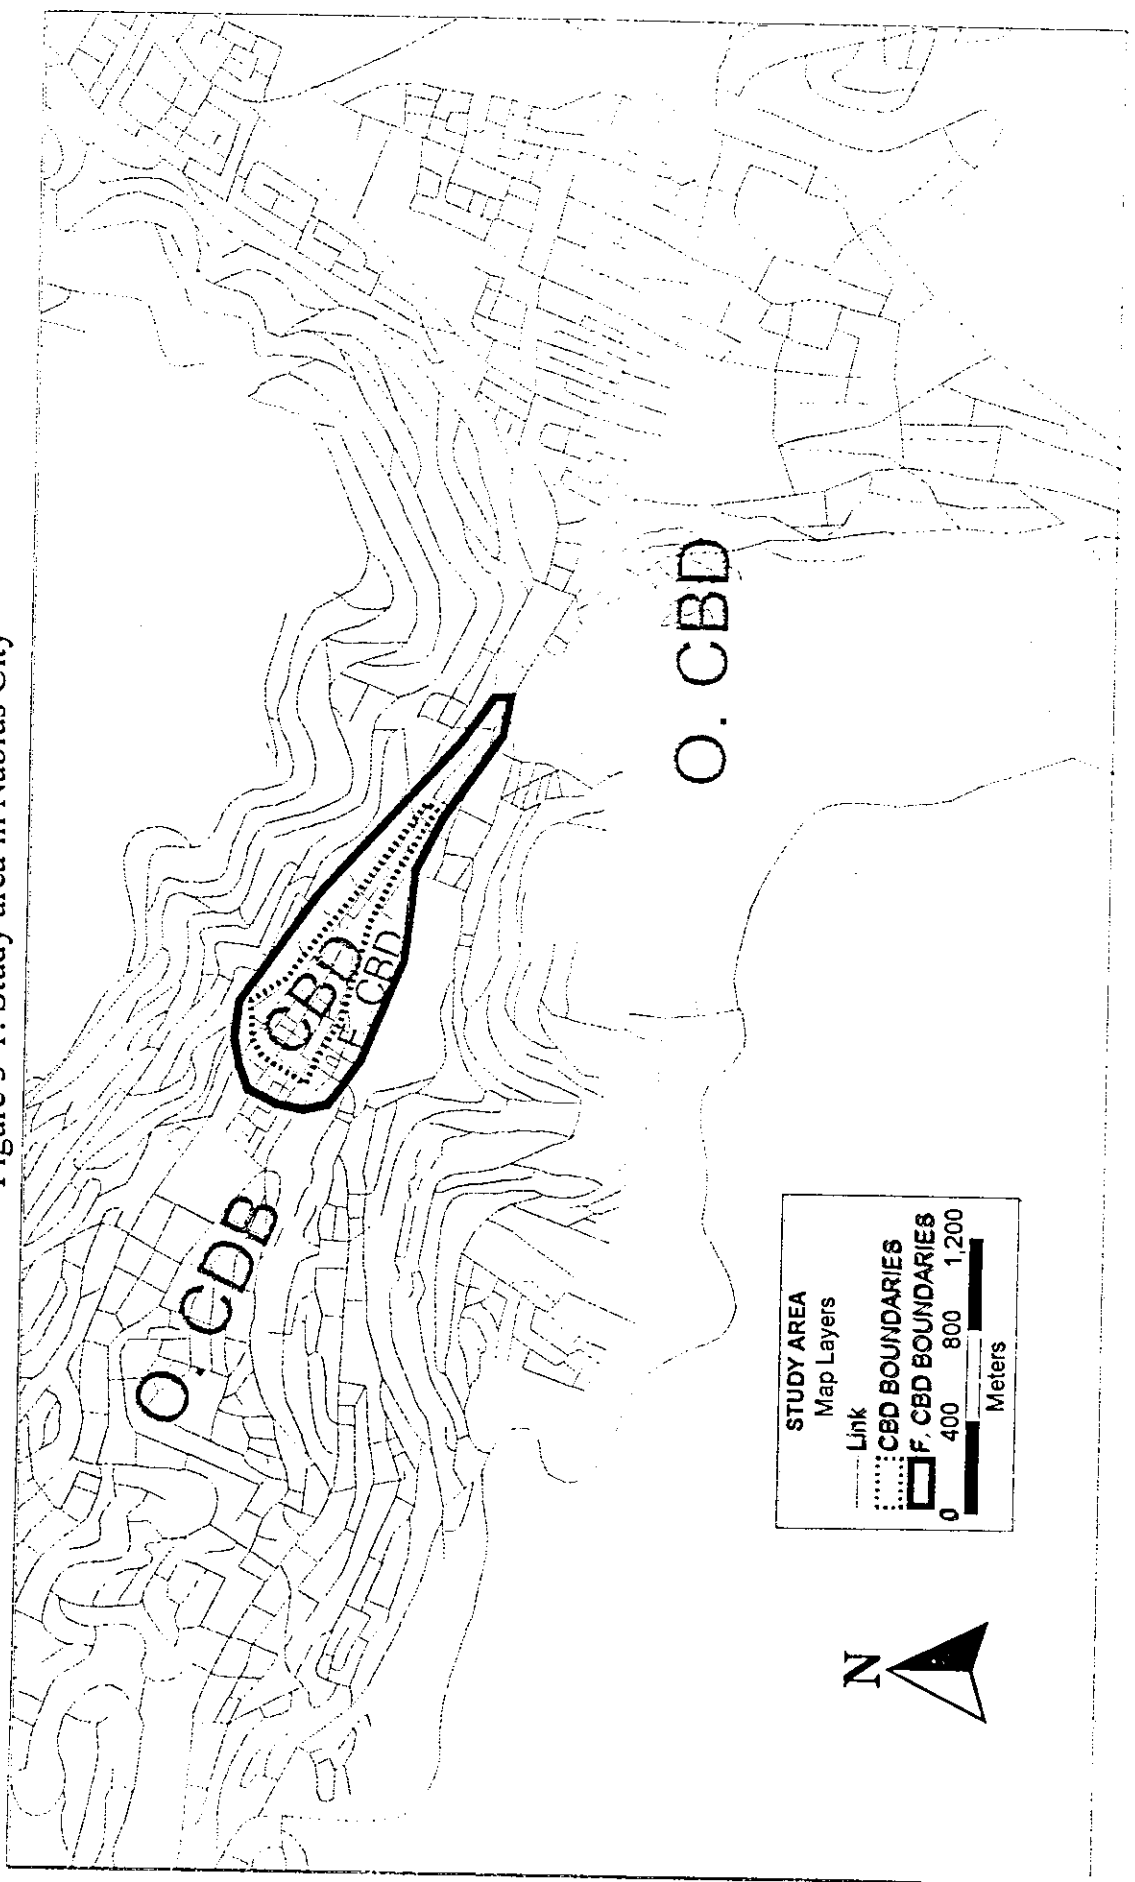 Figure 3-1: Study area in Nablus City
O. CDB
CBD
F. CBD
O. CBD
N
STUDY AREA
Map Layers
Link
CBD BOUNDARIES
F. CBD BOUNDARIES
0 400 800 1,200
Meters